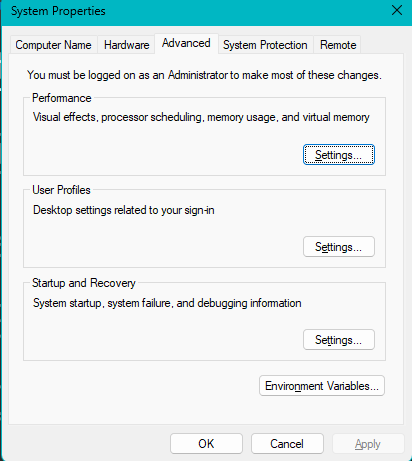 System Properties
Computer Name Hardware Advanced System Protection Remote
You must be logged on as an Administrator to make most of these changes.
Performance
Visual effects, processor scheduling, memory usage, and virtual memory
Settings...
User Profiles
Desktop settings related to your sign-in
Settings...
Startup and Recovery
System startup, system failure, and debugging information
Settings...
Environment Variables...
OK Cancel Apply